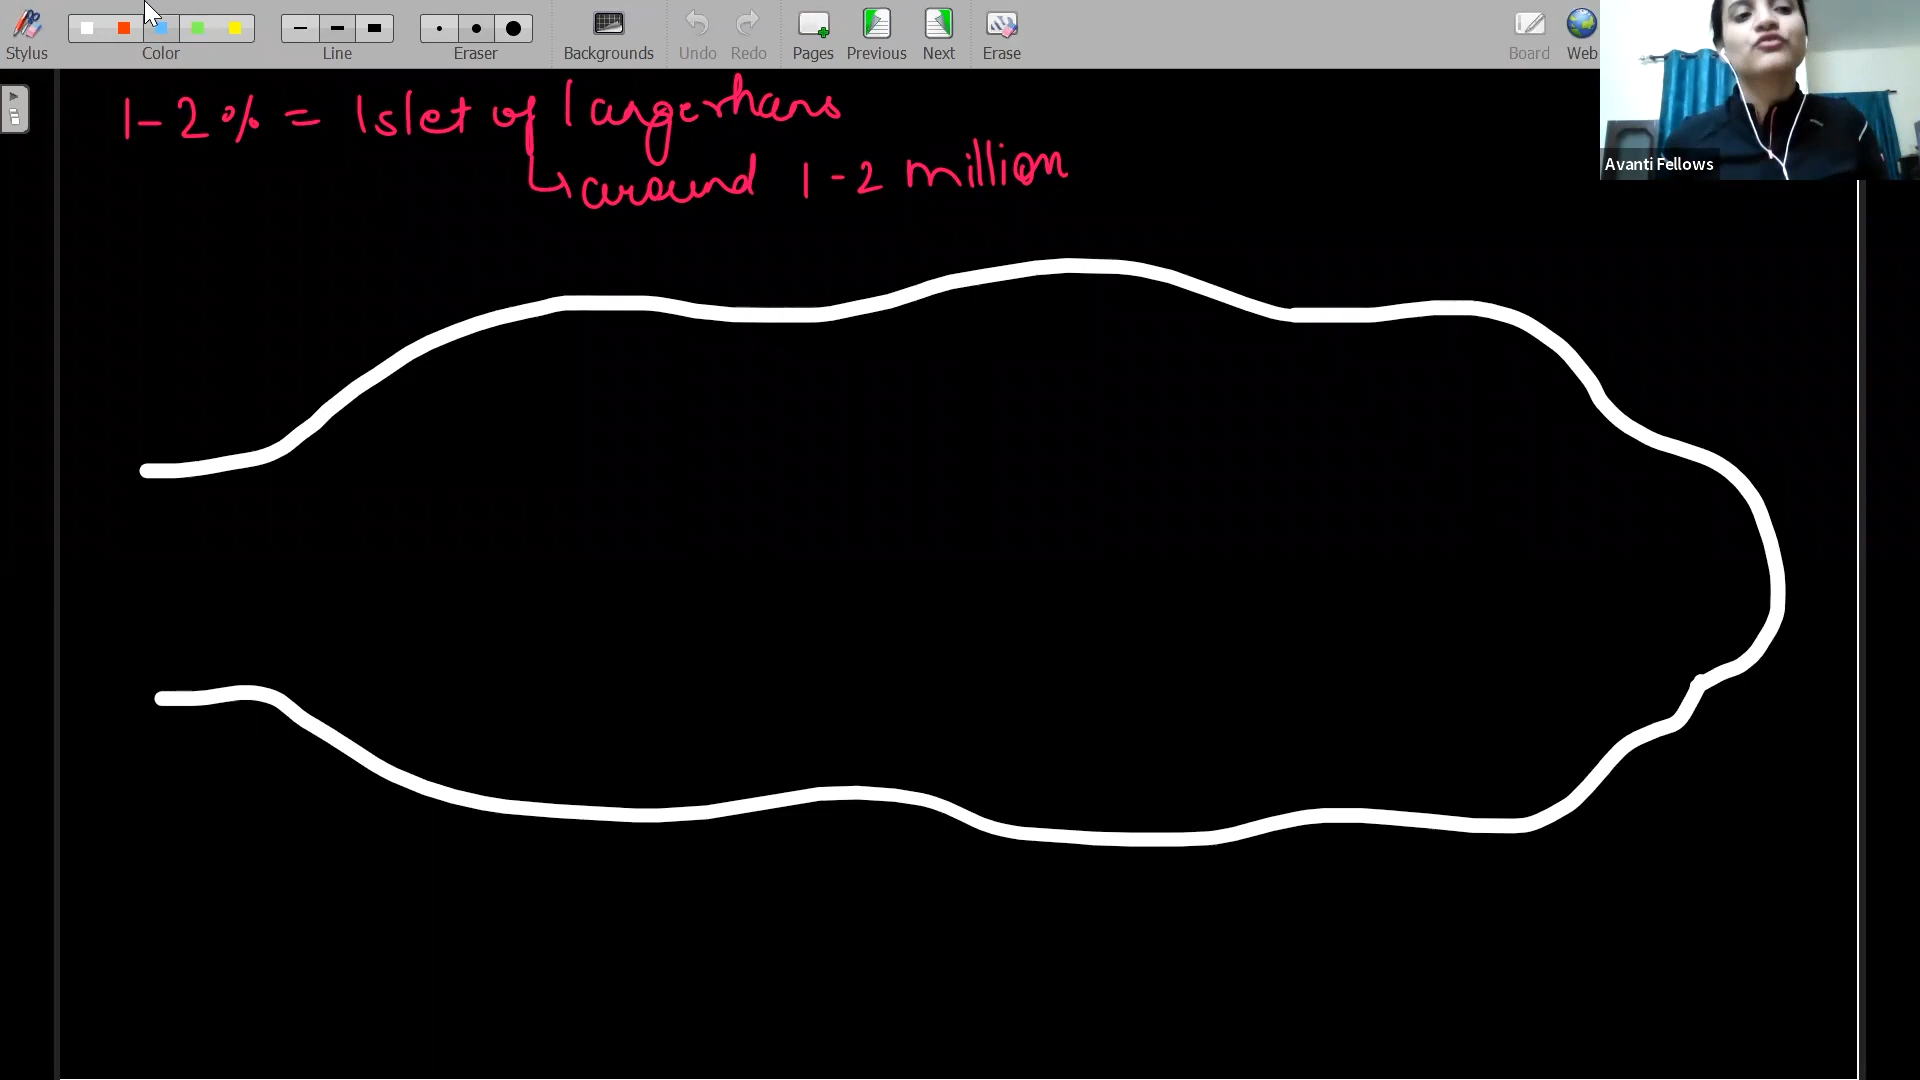 Stylus Color Line Eraser Backgrounds Undo Redo Pages Previous Next Erase Board Web
Avanti Fellows
1-2% = Islet of langerhans
around 1-2 million